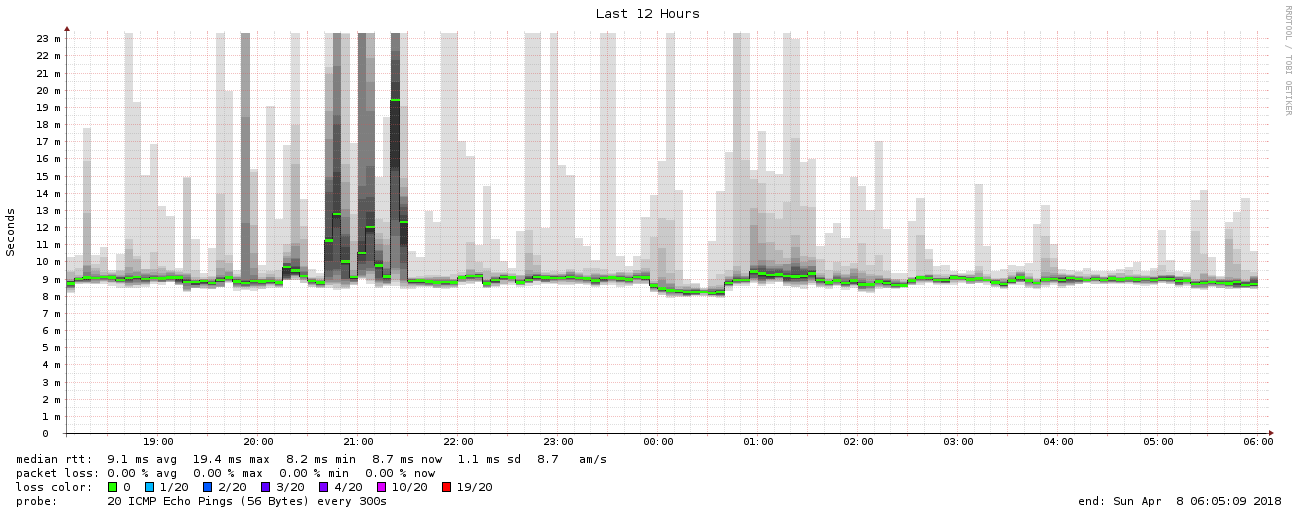 Last 12 Hours
RRDTOOL / TOBI OETIKER
Seconds
23 m
22 m
21 m
20 m
19 m
18 m
17 m
16 m
15 m
14 m
13 m
12 m
11 m
10 m
9 m
8 m
7 m
6 m
5 m
4 m
3 m
2 m
1 m
0
19:00 20:00 21:00 22:00 23:00 00:00 01:00 02:00 03:00 04:00 05:00 06:00
median rtt: 9.1 ms avg 19.4 ms max 8.2 ms min 8.7 ms now 1.1 ms sd 8.7 am/s
packet loss: 0.00 % avg 0.00 % max 0.00 % min 0.00 % now
loss color: 0 1/20 2/20 3/20 4/20 10/20 19/20
probe: 20 ICMP Echo Pings (56 Bytes) every 300s end: Sun Apr 8 06:05:09 2018